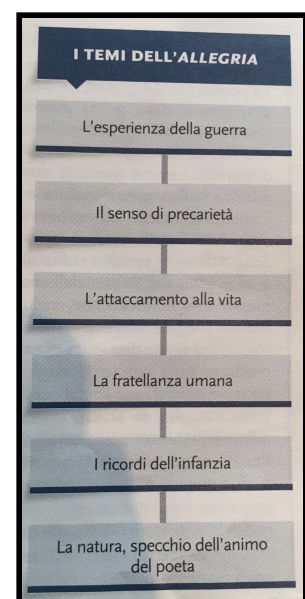 I TEMI DELL'ALLEGRIA
L'esperienza della guerra
Il senso di precarietà
L'attaccamento alla vita
La fratellanza umana
I ricordi dell'infanzia
La natura, specchio dell'animo
del poeta